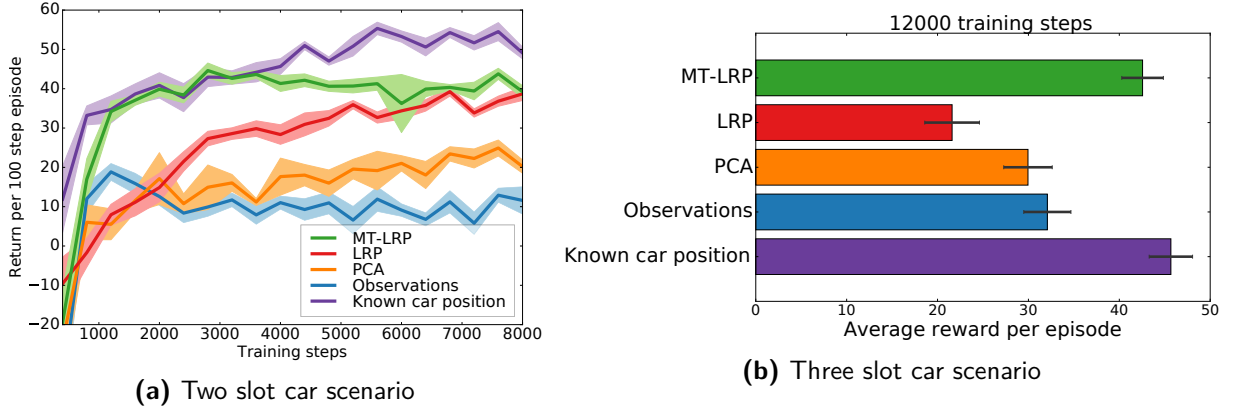 60
50
40
30
20
10
0
−10
−20
Return per 100 step episode
1000 2000 3000 4000 5000 6000 7000 8000
Training steps
MT-LRP
LRP
PCA
Observations
Known car position
(a) Two slot car scenario
12000 training steps
MT-LRP
LRP
PCA
Observations
Known car position
0 10 20 30 40 50
Average reward per episode
(b) Three slot car scenario